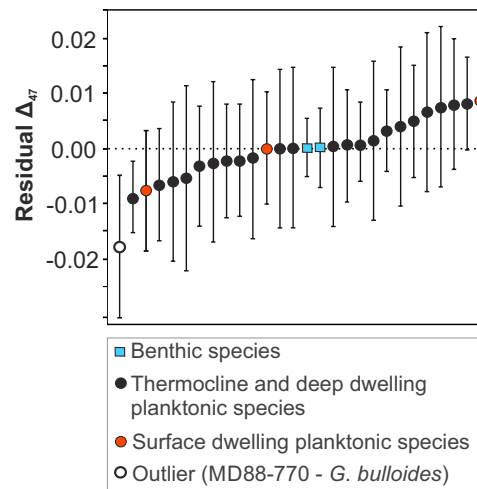 0.02
0.01
0.00
-0.01
-0.02
Residual Δ47
Benthic species
Thermocline and deep dwelling
planktonic species
Surface dwelling planktonic species
Outlier (MD88-770 - G. bulloides)